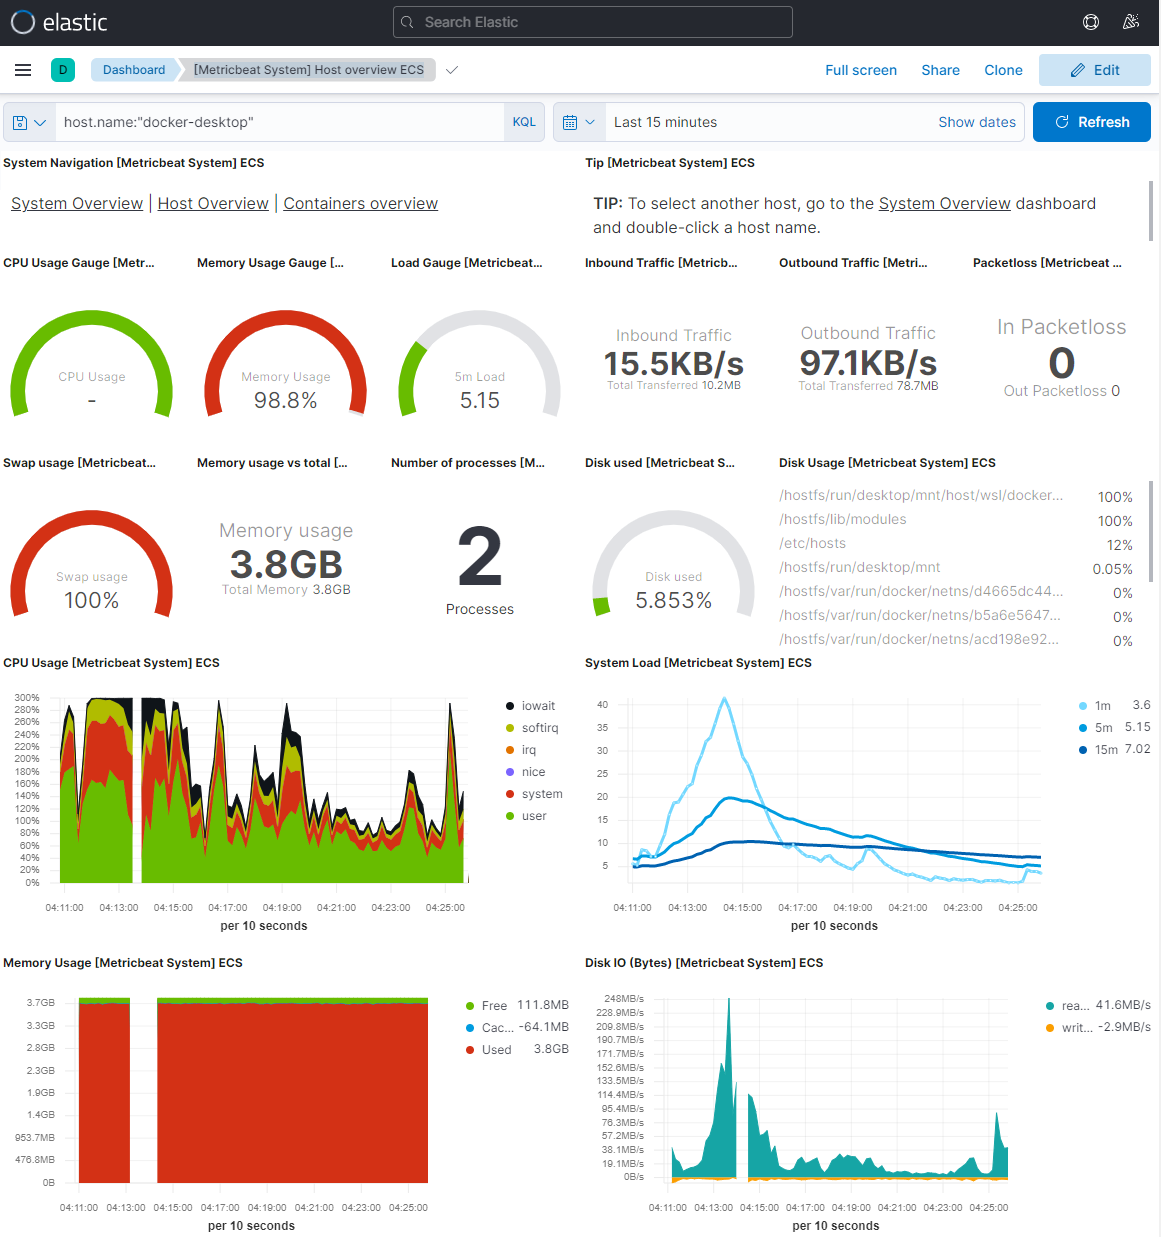 elastic
Search Elastic
D
Dashboard
[Metricbeat System] Host overview ECS
Full screen
Share
Clone
Edit
host.name:"docker-desktop"
KQL
Last 15 minutes
Show dates
Refresh
System Navigation [Metricbeat System] ECS
System Overview | Host Overview | Containers overview
Tip [Metricbeat System] ECS
TIP: To select another host, go to the System Overview dashboard
and double-click a host name.
CPU Usage Gauge [Metr...
CPU Usage
-
Memory Usage Gauge [...
Memory Usage
98.8%
Load Gauge [Metricbeat...
5m Load
5.15
Inbound Traffic [Metricb...
Inbound Traffic
15.5KB/s
Total Transferred 10.2MB
Outbound Traffic [Metri...
Outbound Traffic
97.1KB/s
Total Transferred 78.7MB
Packetloss [Metricbeat ...
In Packetloss
0
Out Packetloss 0
Swap usage [Metricbeat...
Swap usage
100%
Memory usage vs total [...
Memory usage
3.8GB
Total Memory 3.8GB
Number of processes [M...
2
Processes
Disk used [Metricbeat S...
Disk used
5.853%
Disk Usage [Metricbeat System] ECS
/hostfs/run/desktop/mnt/host/wsl/docker... 100%
/hostfs/lib/modules 100%
/etc/hosts 12%
/hostfs/run/desktop/mnt 0.05%
/hostfs/var/run/docker/netns/d4665dc44... 0%
/hostfs/var/run/docker/netns/b5a6e5647... 0%
/hostfs/var/run/docker/netns/acd198e92... 0%
CPU Usage [Metricbeat System] ECS
300%
280%
260%
240%
220%
200%
180%
160%
140%
120%
100%
80%
60%
40%
20%
0%
04:11:00 04:13:00 04:15:00 04:17:00 04:19:00 04:21:00 04:23:00 04:25:00
per 10 seconds
iowait
softirq
irq
nice
system
user
System Load [Metricbeat System] ECS
40
35
30
25
20
15
10
5
04:11:00 04:13:00 04:15:00 04:17:00 04:19:00 04:21:00 04:23:00 04:25:00
per 10 seconds
1m 3.6
5m 5.15
15m 7.02
Memory Usage [Metricbeat System] ECS
3.7GB
3.3GB
2.8GB
2.3GB
1.9GB
1.4GB
953.7MB
476.8MB
0B
04:11:00 04:13:00 04:15:00 04:17:00 04:19:00 04:21:00 04:23:00 04:25:00
per 10 seconds
Free 111.8MB
Cac... -64.1MB
Used 3.8GB
Disk IO (Bytes) [Metricbeat System] ECS
248MB/s
228.9MB/s
209.8MB/s
190.7MB/s
171.7MB/s
152.6MB/s
133.5MB/s
114.4MB/s
95.4MB/s
76.3MB/s
57.2MB/s
38.1MB/s
19.1MB/s
0B/s
04:11:00 04:13:00 04:15:00 04:17:00 04:19:00 04:21:00 04:23:00 04:25:00
per 10 seconds
rea... 41.6MB/s
writ... -2.9MB/s